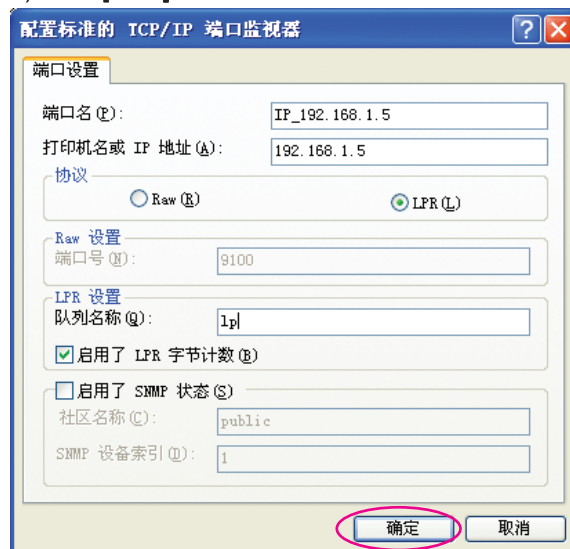 配置标准的 TCP/IP 端口监视器
端口设置
端口名(P): IP_192.168.1.5
打印机名或 IP 地址(A): 192.168.1.5
协议
Raw(R) LPR(L)
Raw 设置
端口号(N): 9100
LPR 设置
队列名称(Q): lp
启用了 LPR 字节计数(B)
启用了 SNMP 状态(S)
社区名称(C): public
SNMP 设备索引(D): 1
确定 取消